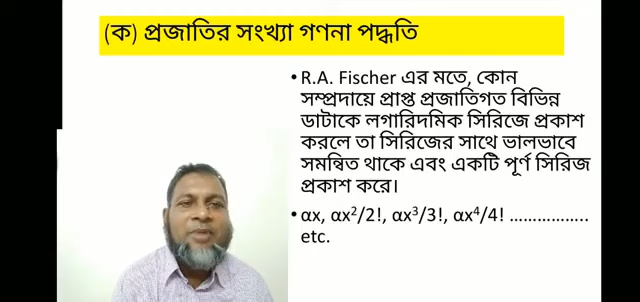 (ক) প্রজাতির সংখ্যা গণনা পদ্ধতি
• R.A. Fischer এর মতে, কোন
সম্প্রদায়ে প্রাপ্ত প্রজাতিগত বিভিন্ন
ডাটাকে লগারিদমিক সিরিজে প্রকাশ
করলে তা সিরিজের সাথে ভালভাবে
সমন্বিত থাকে এবং একটি পূর্ণ সিরিজ
প্রকাশ করে।
• αx, αx²/2!, αx³/3!, αx⁴/4! ……………..
etc.